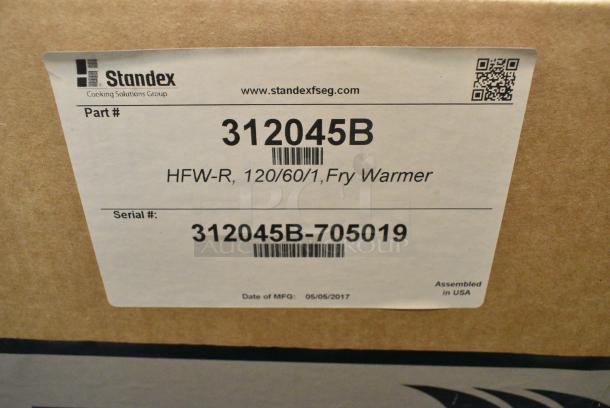 Standex
Cooking Solutions Group
www.standexfseg.com
Part #
312045B
HFW-R, 120/60/1,Fry Warmer
Serial #:
312045B-705019
Date of MFG: 05/05/2017
Assembled
in USA